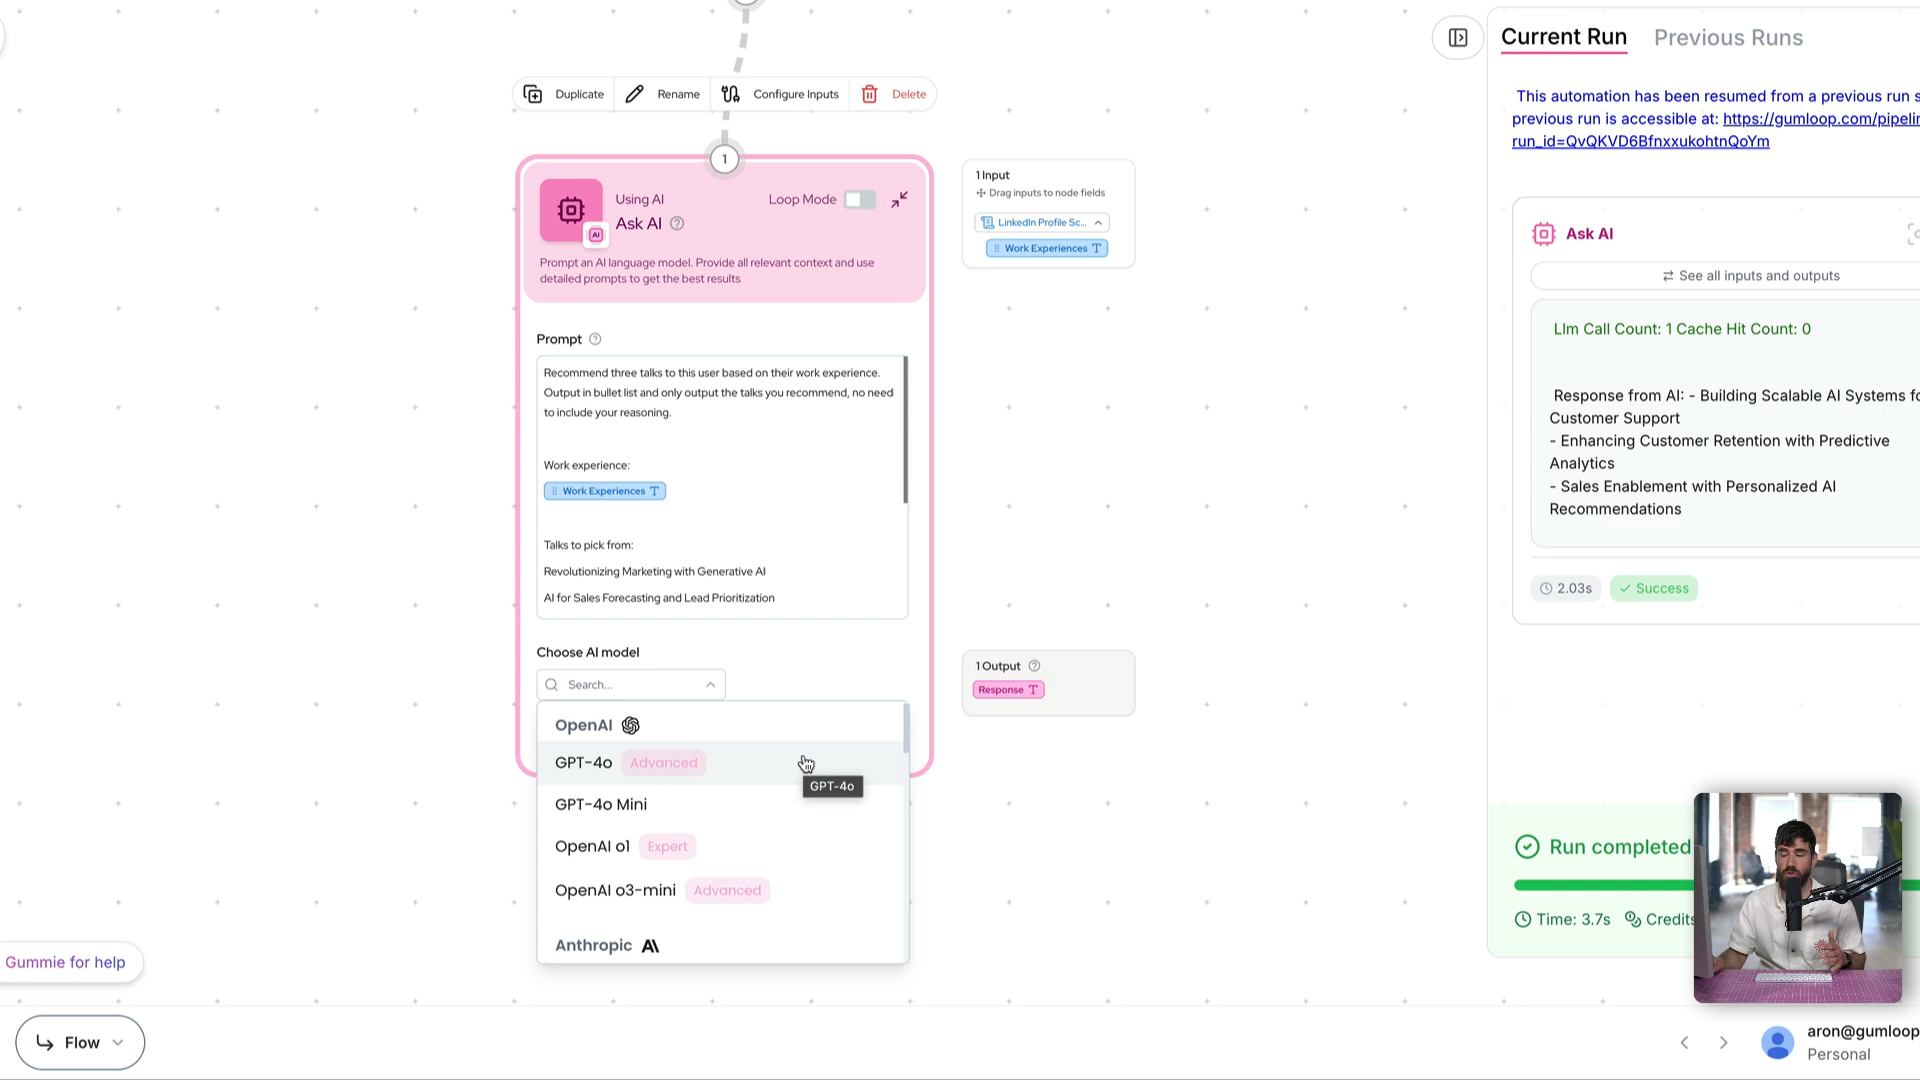 Duplicate
Rename
Configure Inputs
Delete
1
Using AI
Loop Mode
Ask AI
AI
Prompt an AI language model. Provide all relevant context and use
detailed prompts to get the best results
Prompt
Recommend three talks to this user based on their work experience.
Output in bullet list and only output the talks you recommend, no need
to include your reasoning.
Work experience:
Work Experiences T
Talks to pick from:
Revolutionizing Marketing with Generative AI
AI for Sales Forecasting and Lead Prioritization
Choose AI model
Search...
OpenAI
GPT-4o Advanced
GPT-4o
GPT-4o Mini
OpenAI o1 Expert
OpenAI o3-mini Advanced
Anthropic
1 Input
Drag inputs to node fields
LinkedIn Profile Sc...
Work Experiences T
1 Output
Response T
Current Run Previous Runs
This automation has been resumed from a previous run s
previous run is accessible at: https://gumloop.com/pipelin
run_id=QvQKVD6BfnxxukohtnQoYm
Ask AI
See all inputs and outputs
Llm Call Count: 1 Cache Hit Count: 0
Response from AI: - Building Scalable AI Systems fo
Customer Support
- Enhancing Customer Retention with Predictive
Analytics
- Sales Enablement with Personalized AI
Recommendations
2.03s Success
Run completed
Time: 3.7s Credits
Gummie for help
Flow
aron@gumloop
Personal